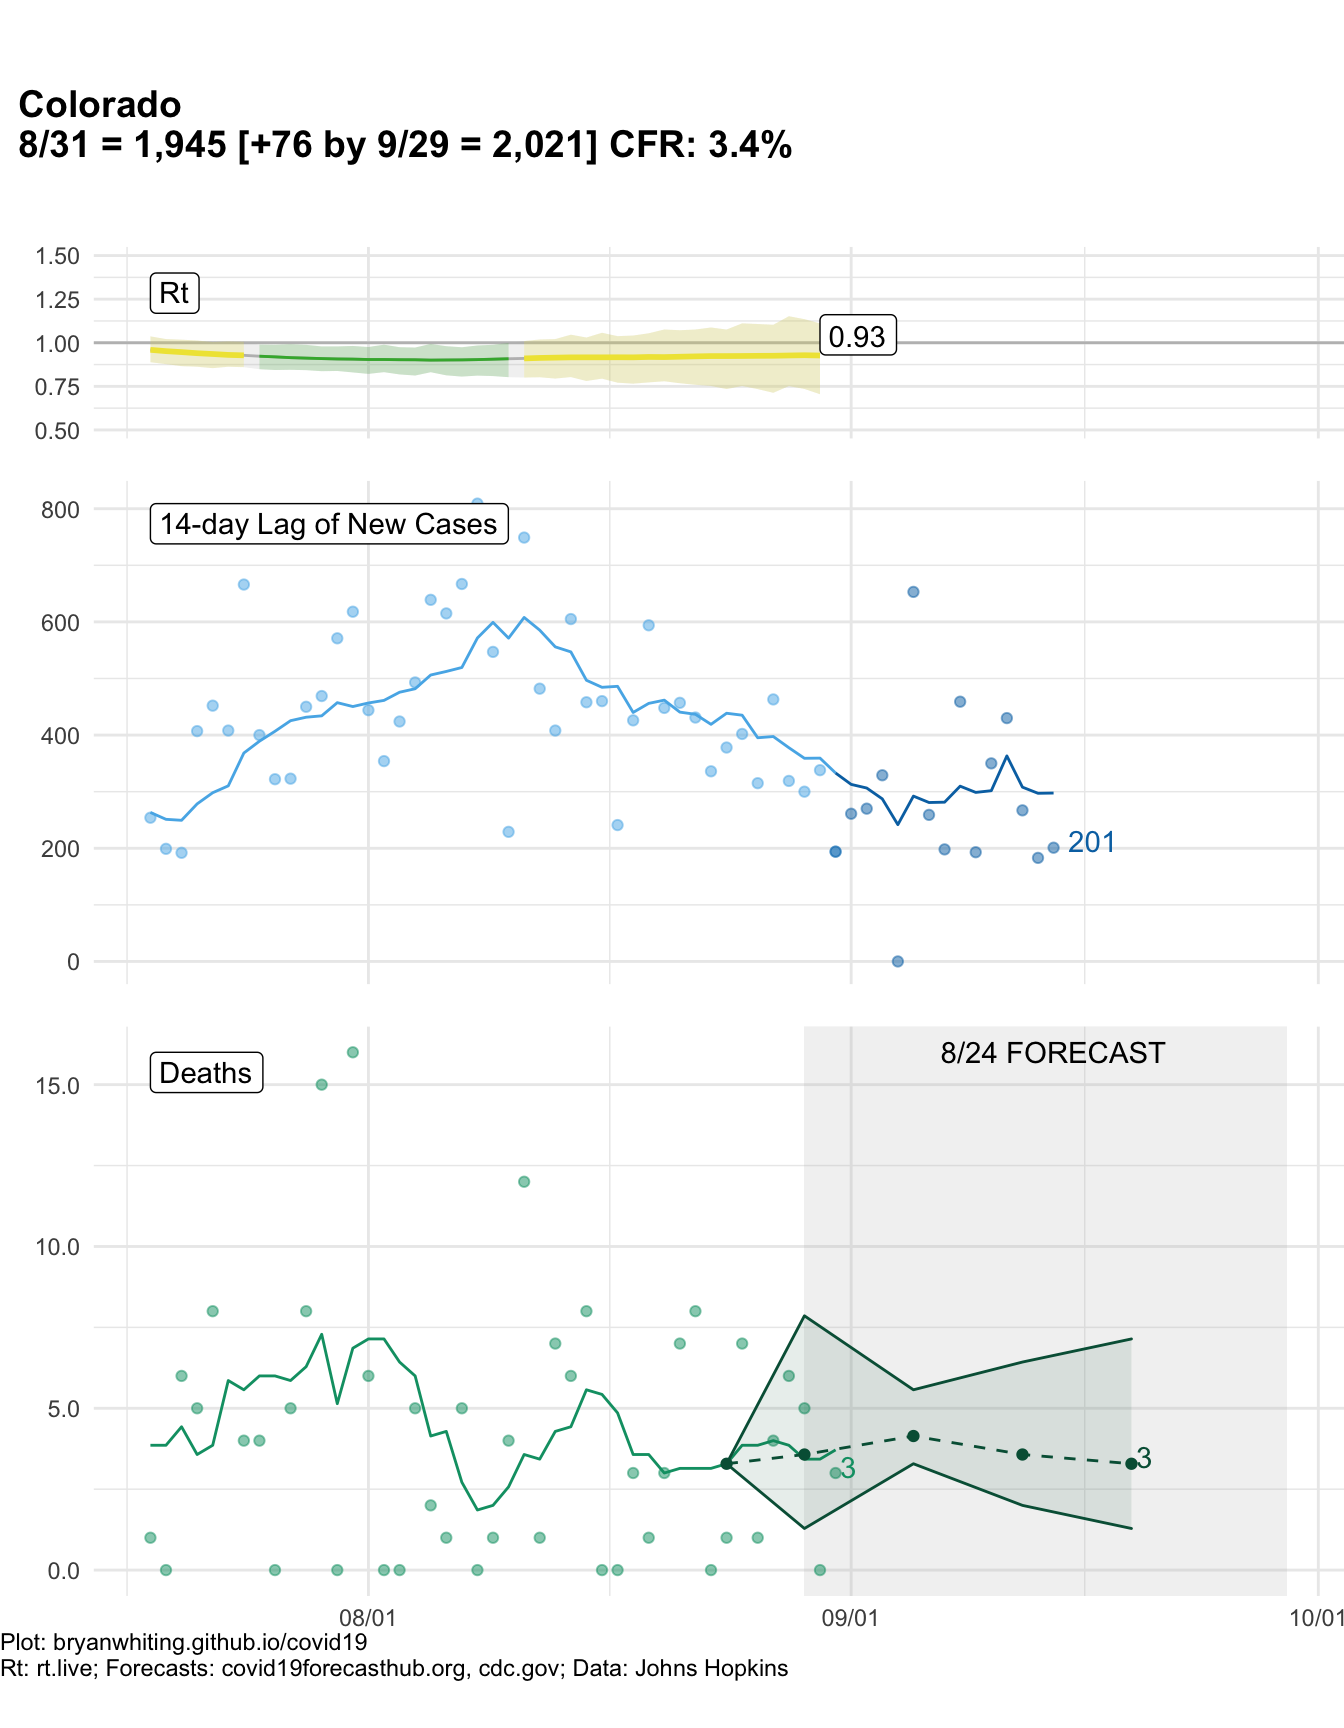 Colorado
8/31 = 1,945 [+76 by 9/29 = 2,021] CFR: 3.4%
1.50
Rt
1.25
1.00
0.93
0.75
0.50
800
14-day Lag of New Cases
600
400
200
201
0
8/24 FORECAST
Deaths
15.0
10.0
5.0
3
3
0.0
08/01
09/01
10/01
Plot: bryanwhiting.github.io/covid19
Rt: rt.live; Forecasts: covid19forecasthub.org, cdc.gov; Data: Johns Hopkins